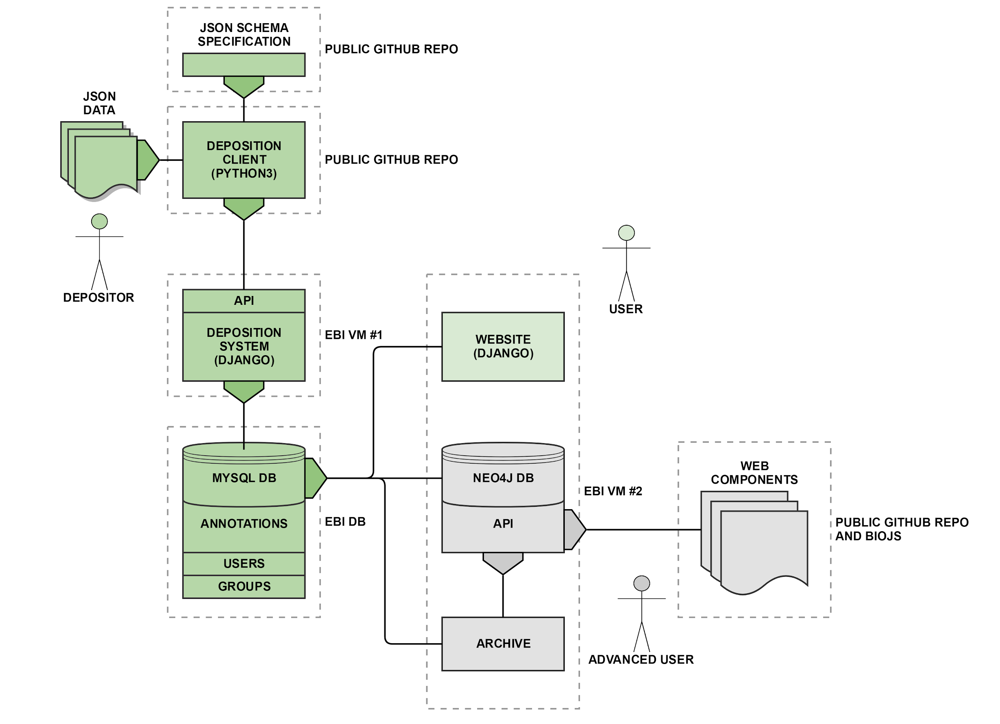 JSON SCHEMA
SPECIFICATION
PUBLIC GITHUB REPO
JSON
DATA
DEPOSITION
CLIENT
(PYTHON3)
PUBLIC GITHUB REPO
DEPOSITOR
USER
API
DEPOSITION
SYSTEM
(DJANGO)
EBI VM #1
WEBSITE
(DJANGO)
MYSQL DB
ANNOTATIONS
USERS
GROUPS
EBI DB
NEO4J DB
API
EBI VM #2
ARCHIVE
WEB
COMPONENTS
PUBLIC GITHUB REPO
AND BIOJS
ADVANCED USER